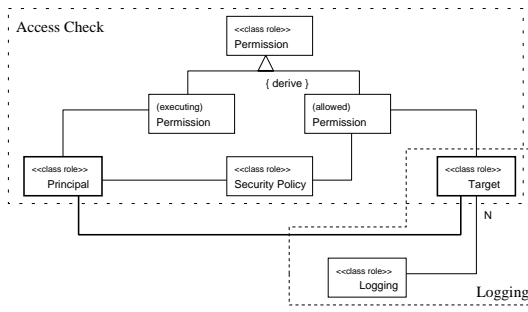 Access Check
<<class role>>
Permission
{ derive }
(executing)
Permission
(allowed)
Permission
<<class role>>
Principal
<<class role>>
Security Policy
<<class role>>
Target
N
<<class role>>
Logging
Logging